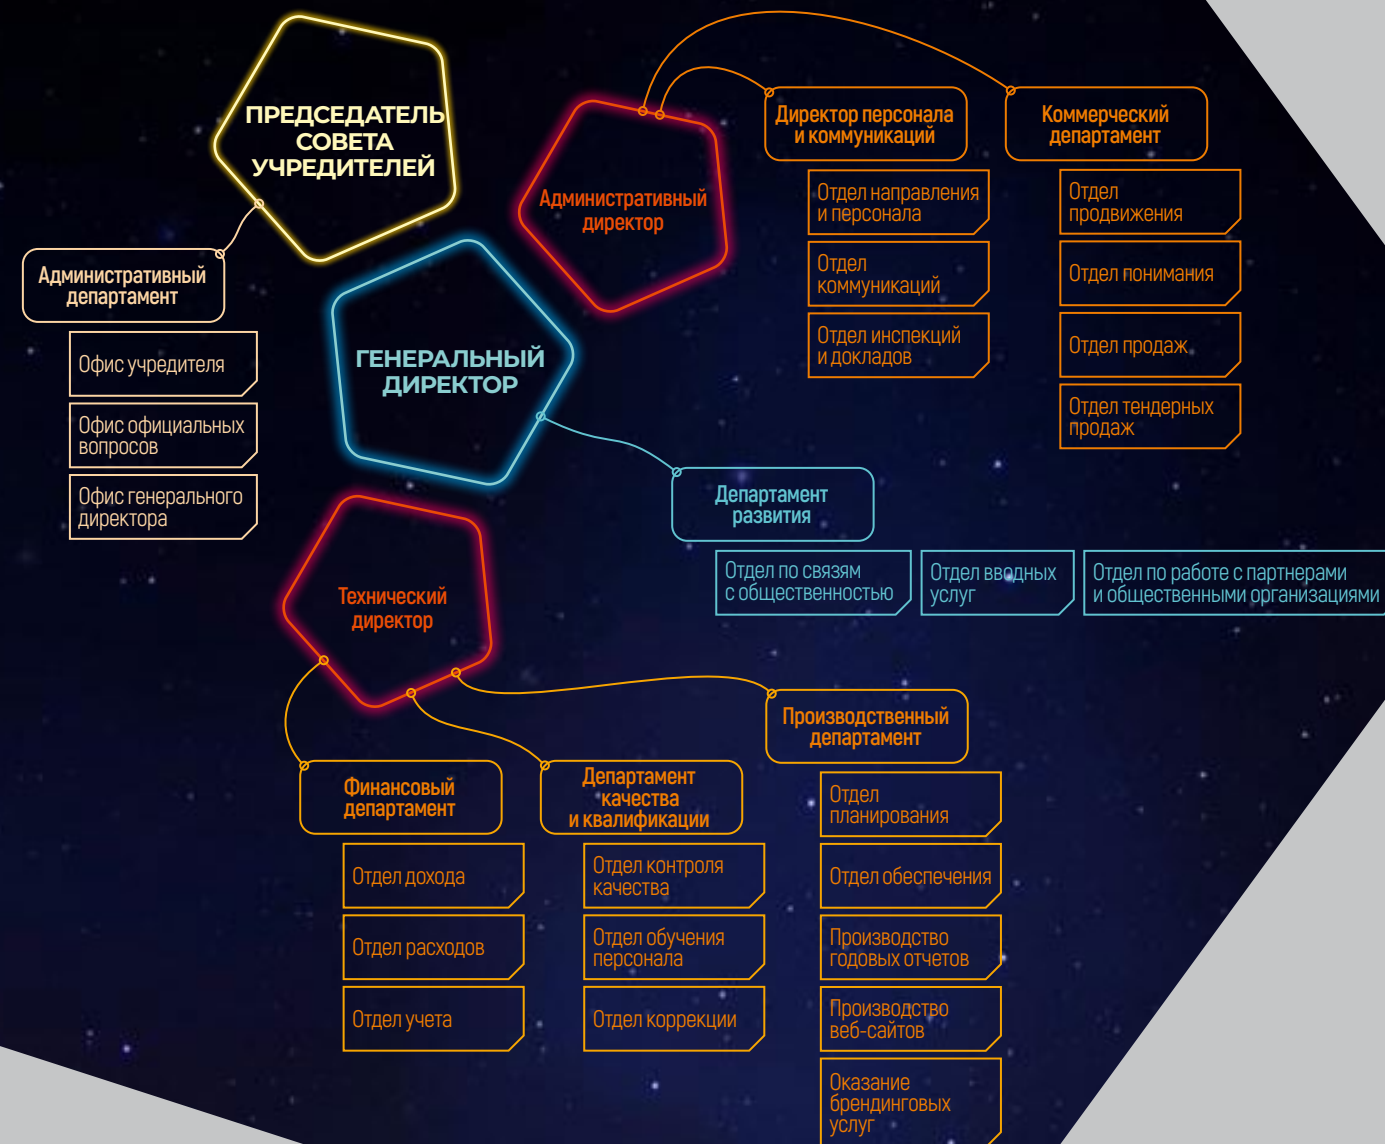 ПРЕДСЕДАТЕЛЬ
СОВЕТА
УЧРЕДИТЕЛЕЙ
Административный
департамент
Офис учредителя
Офис официальных
вопросов
Офис генерального
директора
ГЕНЕРАЛЬНЫЙ
ДИРЕКТОР
Департамент
развития
Отдел по связям
с общественностью
Отдел вводных
услуг
Отдел по работе с партнерами
и общественными организациями
Административный
директор
Директор персонала
и коммуникаций
Отдел направления
и персонала
Отдел
коммуникаций
Отдел инспекций
и докладов
Коммерческий
департамент
Отдел
продвижения
Отдел понимания
Отдел продаж
Отдел тендерных
продаж
Технический
директор
Финансовый
департамент
Отдел дохода
Отдел расходов
Отдел учета
Департамент
качества
и квалификации
Отдел контроля
качества
Отдел обучения
персонала
Отдел коррекции
Производственный
департамент
Отдел
планирования
Отдел обеспечения
Производство
годовых отчетов
Производство
веб-сайтов
Оказание
брендинговых
услуг